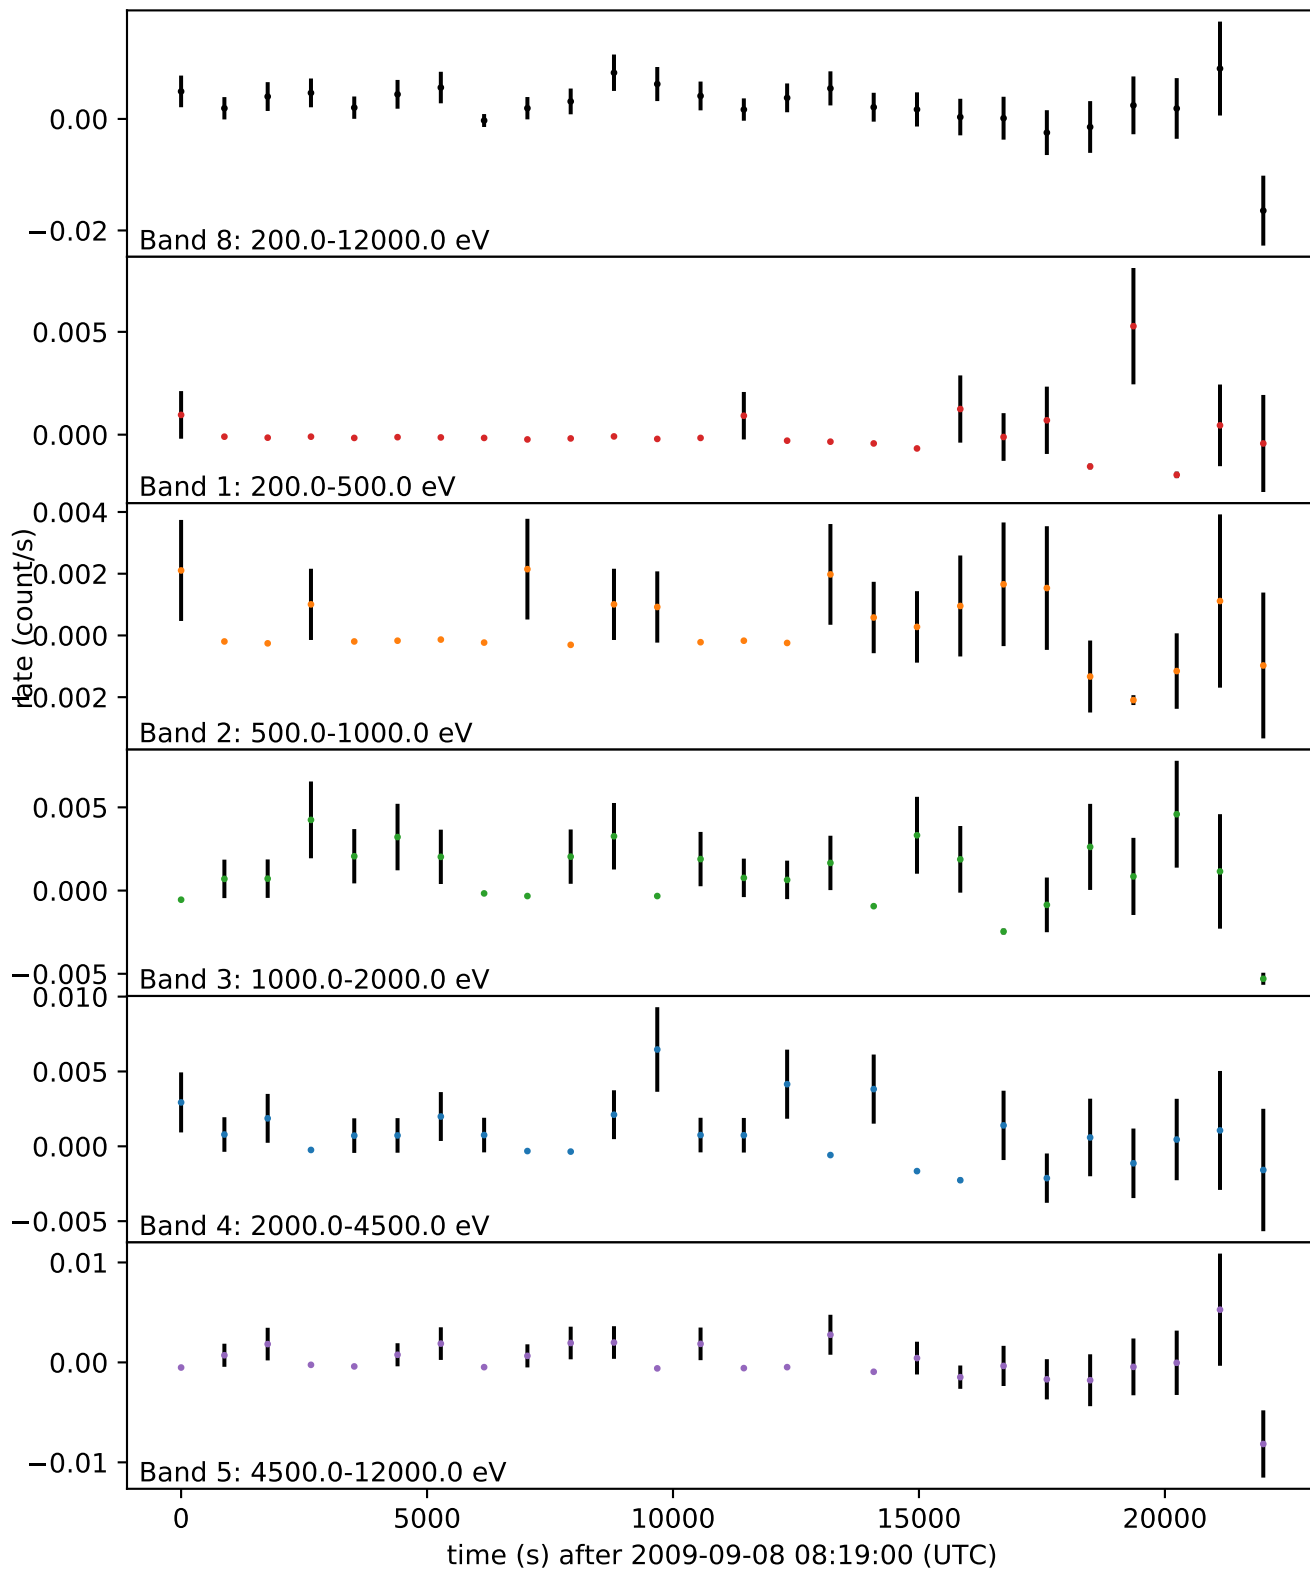 0.00
−0.02
Band 8: 200.0-12000.0 eV
0.005
0.000
Band 1: 200.0-500.0 eV
0.004
0.002
0.000
−0.002
rate (count/s)
Band 2: 500.0-1000.0 eV
0.005
0.000
−0.005
Band 3: 1000.0-2000.0 eV
0.010
0.005
0.000
−0.005
Band 4: 2000.0-4500.0 eV
0.01
0.00
−0.01
Band 5: 4500.0-12000.0 eV
0 5000 10000 15000 20000
time (s) after 2009-09-08 08:19:00 (UTC)